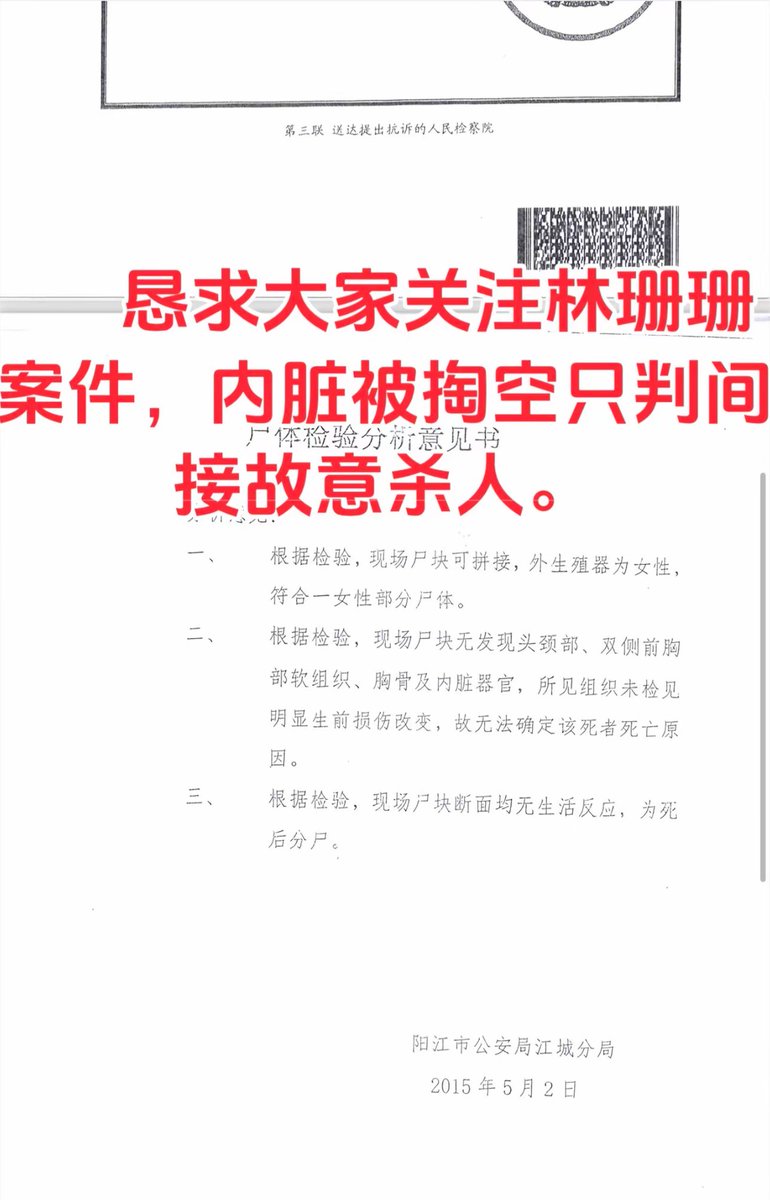 第三联 送达提出抗诉的人民检察院
恳求大家关注林珊珊
案件，内脏被掏空只判间
接故意杀人。
尸体检验分析意见书
一、 根据检验，现场尸块可拼接，外生殖器为女性，
符合一女性部分尸体。
二、 根据检验，现场尸块无发现头颈部、双侧前胸
部软组织、胸骨及内脏器官，所见组织未检见
明显生前损伤改变，故无法确定该死者死亡原
因。
三、 根据检验，现场尸块断面均无生活反应，为死
后分尸。
阳江市公安局江城分局
2015年5月2日